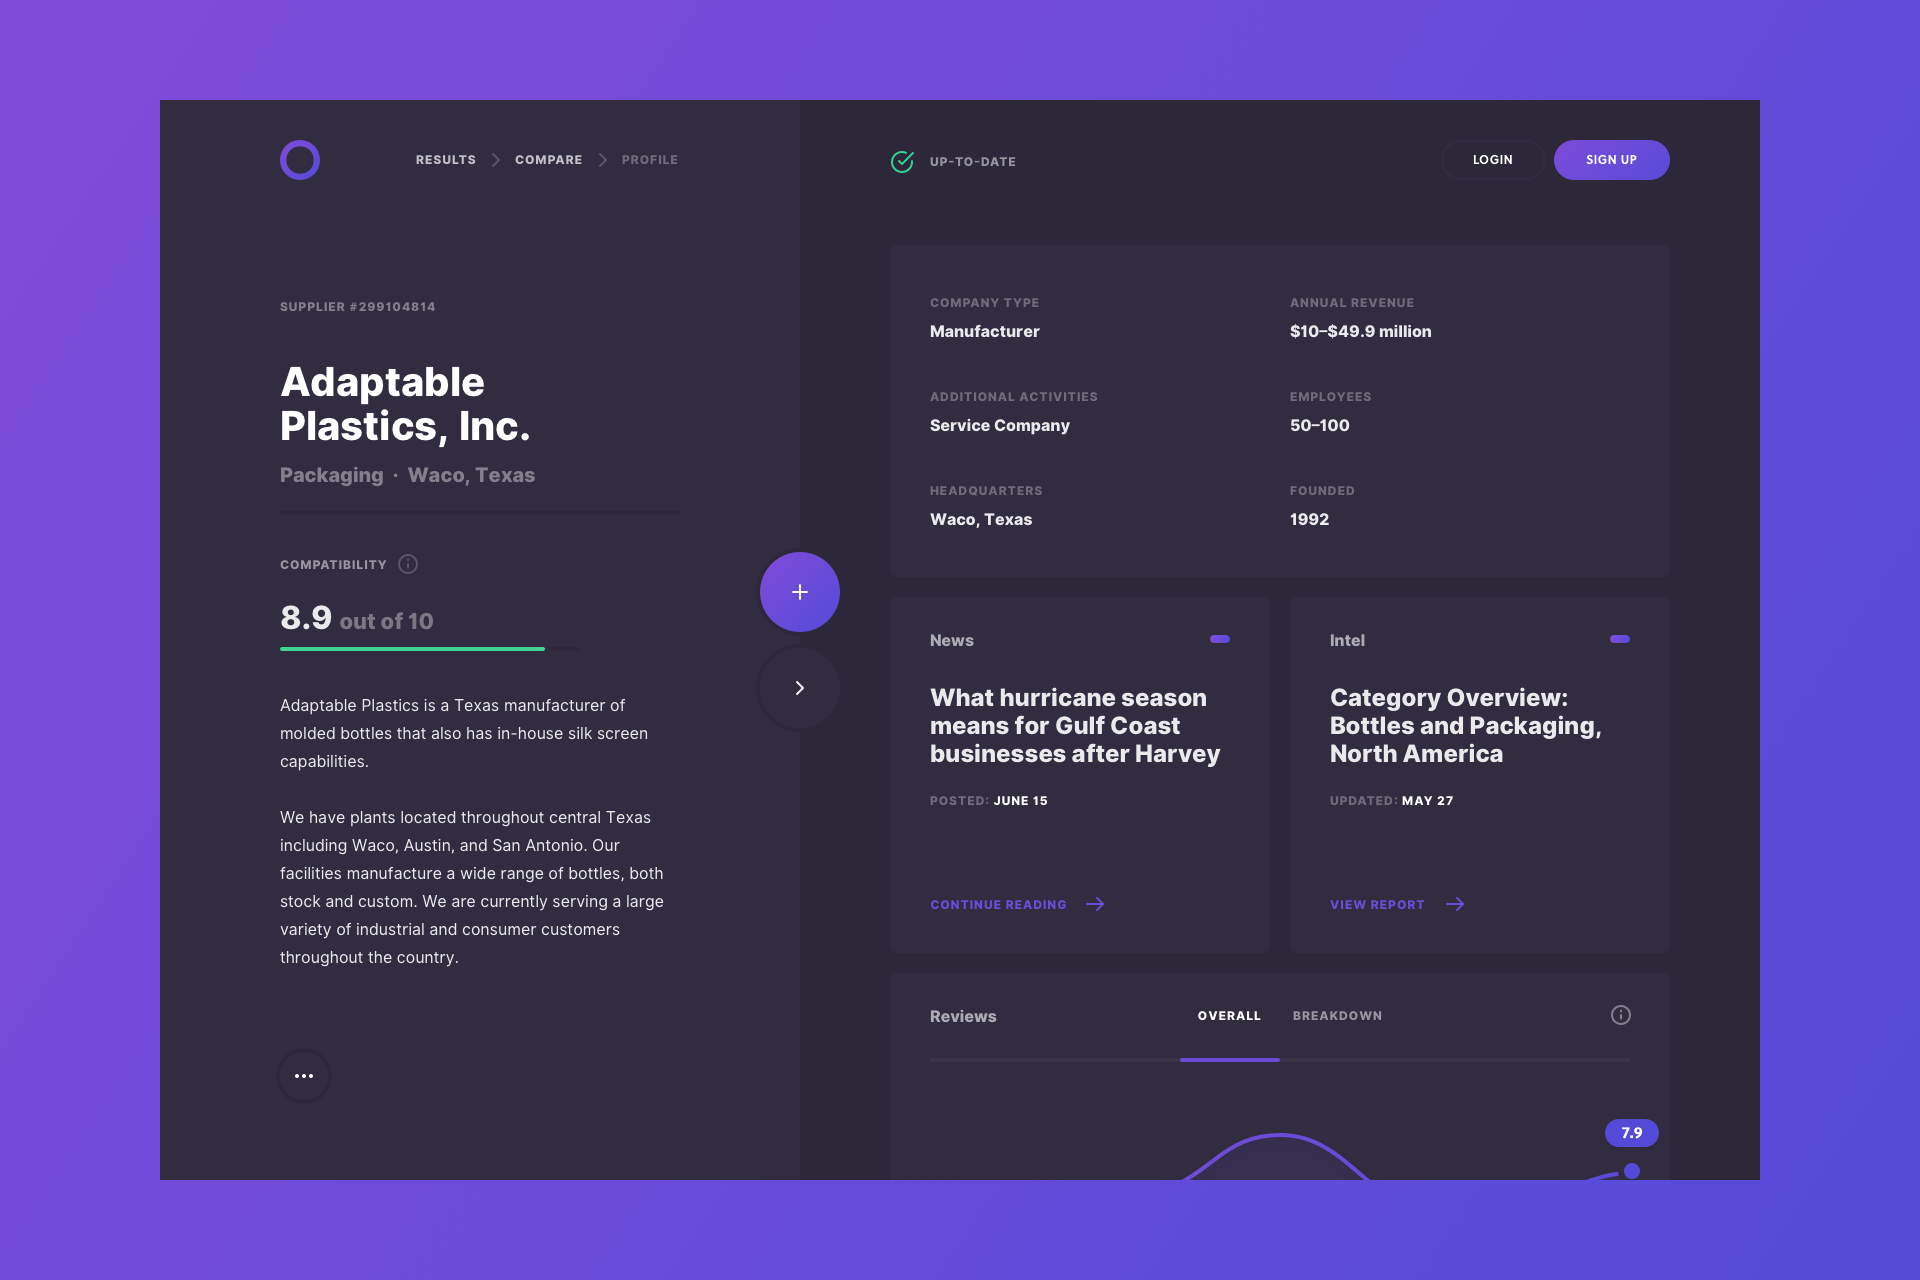 RESULTS COMPARE PROFILE
SUPPLIER #299104814
Adaptable
Plastics, Inc.
Packaging · Waco, Texas
COMPATIBILITY
8.9 out of 10
Adaptable Plastics is a Texas manufacturer of
molded bottles that also has in-house silk screen
capabilities.
We have plants located throughout central Texas
including Waco, Austin, and San Antonio. Our
facilities manufacture a wide range of bottles, both
stock and custom. We are currently serving a large
variety of industrial and consumer customers
throughout the country.
UP-TO-DATE
LOGIN
SIGN UP
COMPANY TYPE
Manufacturer
ANNUAL REVENUE
$10–$49.9 million
ADDITIONAL ACTIVITIES
Service Company
EMPLOYEES
50–100
HEADQUARTERS
Waco, Texas
FOUNDED
1992
News
What hurricane season
means for Gulf Coast
businesses after Harvey
POSTED: JUNE 15
CONTINUE READING
Intel
Category Overview:
Bottles and Packaging,
North America
UPDATED: MAY 27
VIEW REPORT
Reviews
OVERALL
BREAKDOWN
7.9